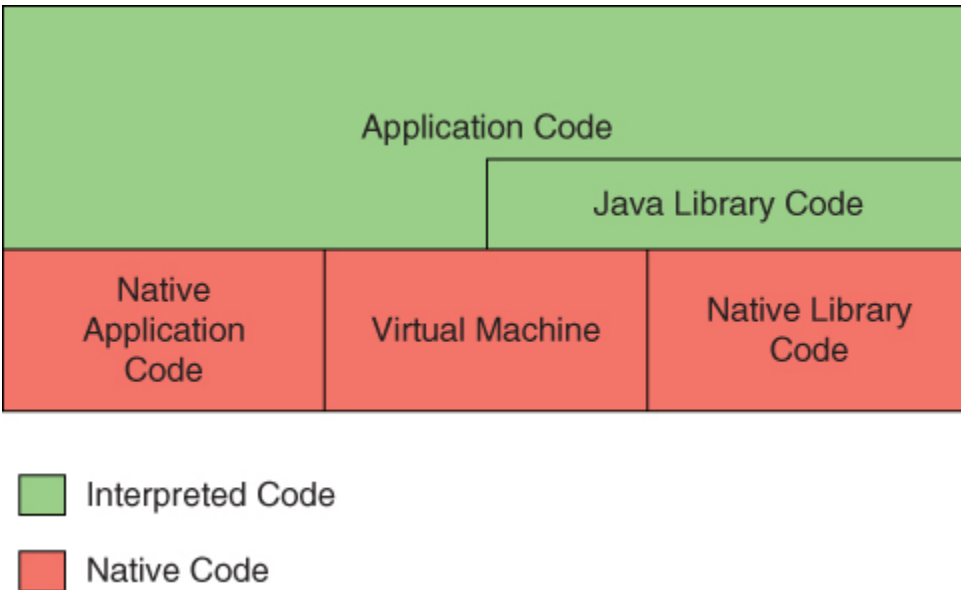 Application Code
Java Library Code
Native
Application
Code
Virtual Machine
Native Library
Code
Interpreted Code
Native Code